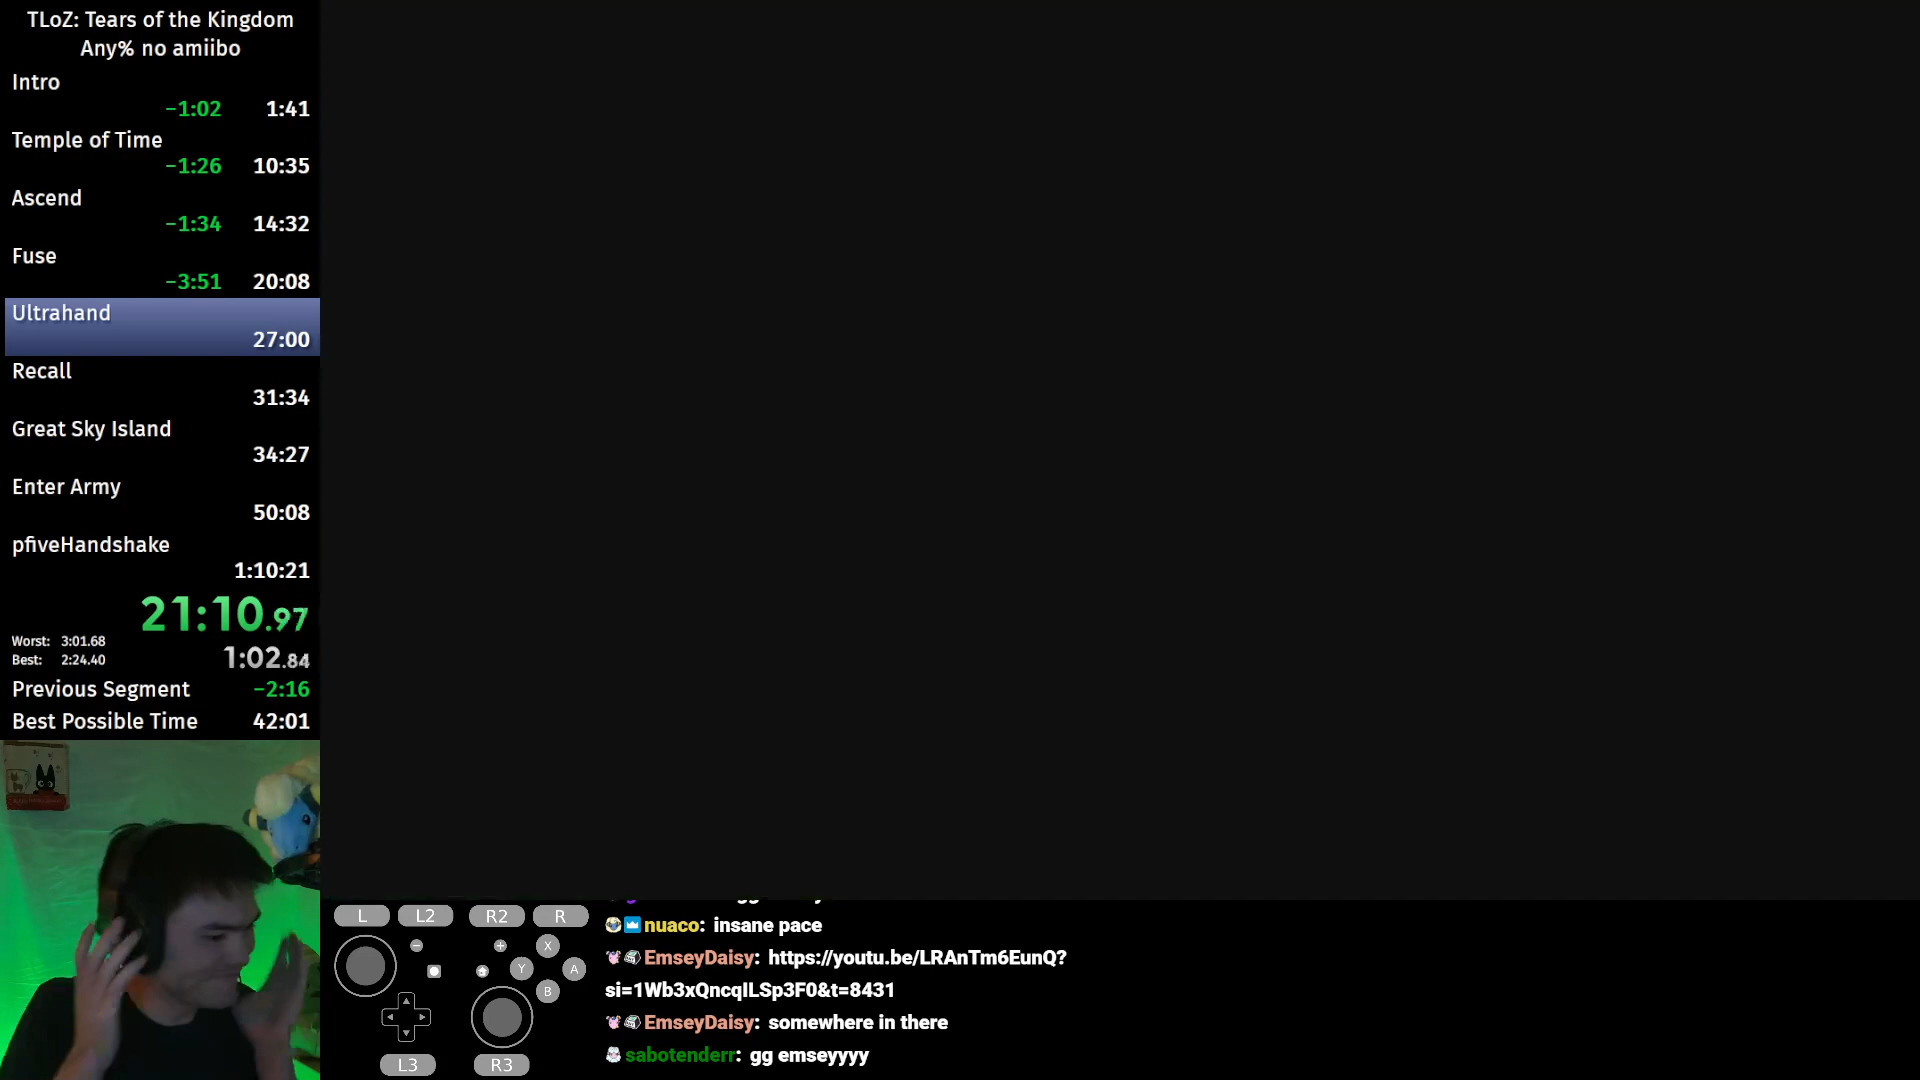 TLoZ: Tears of the Kingdom
Any% no amiibo
Intro
−1:02 1:41
Temple of Time
−1:26 10:35
Ascend
−1:34 14:32
Fuse
−3:51 20:08
Ultrahand
27:00
Recall
31:34
Great Sky Island
34:27
Enter Army
50:08
pfiveHandshake
1:10:21
21:10.97
Worst: 3:01.68
Best: 2:24.40
1:02.84
Previous Segment −2:16
Best Possible Time 42:01
L L2 R2 R
X
Y A
B
L3 R3
nuaco: insane pace
EmseyDaisy: https://youtu.be/LRAnTm6EunQ?
si=1Wb3xQncqILSp3F0&t=8431
EmseyDaisy: somewhere in there
sabotenderr: gg emseyyyy